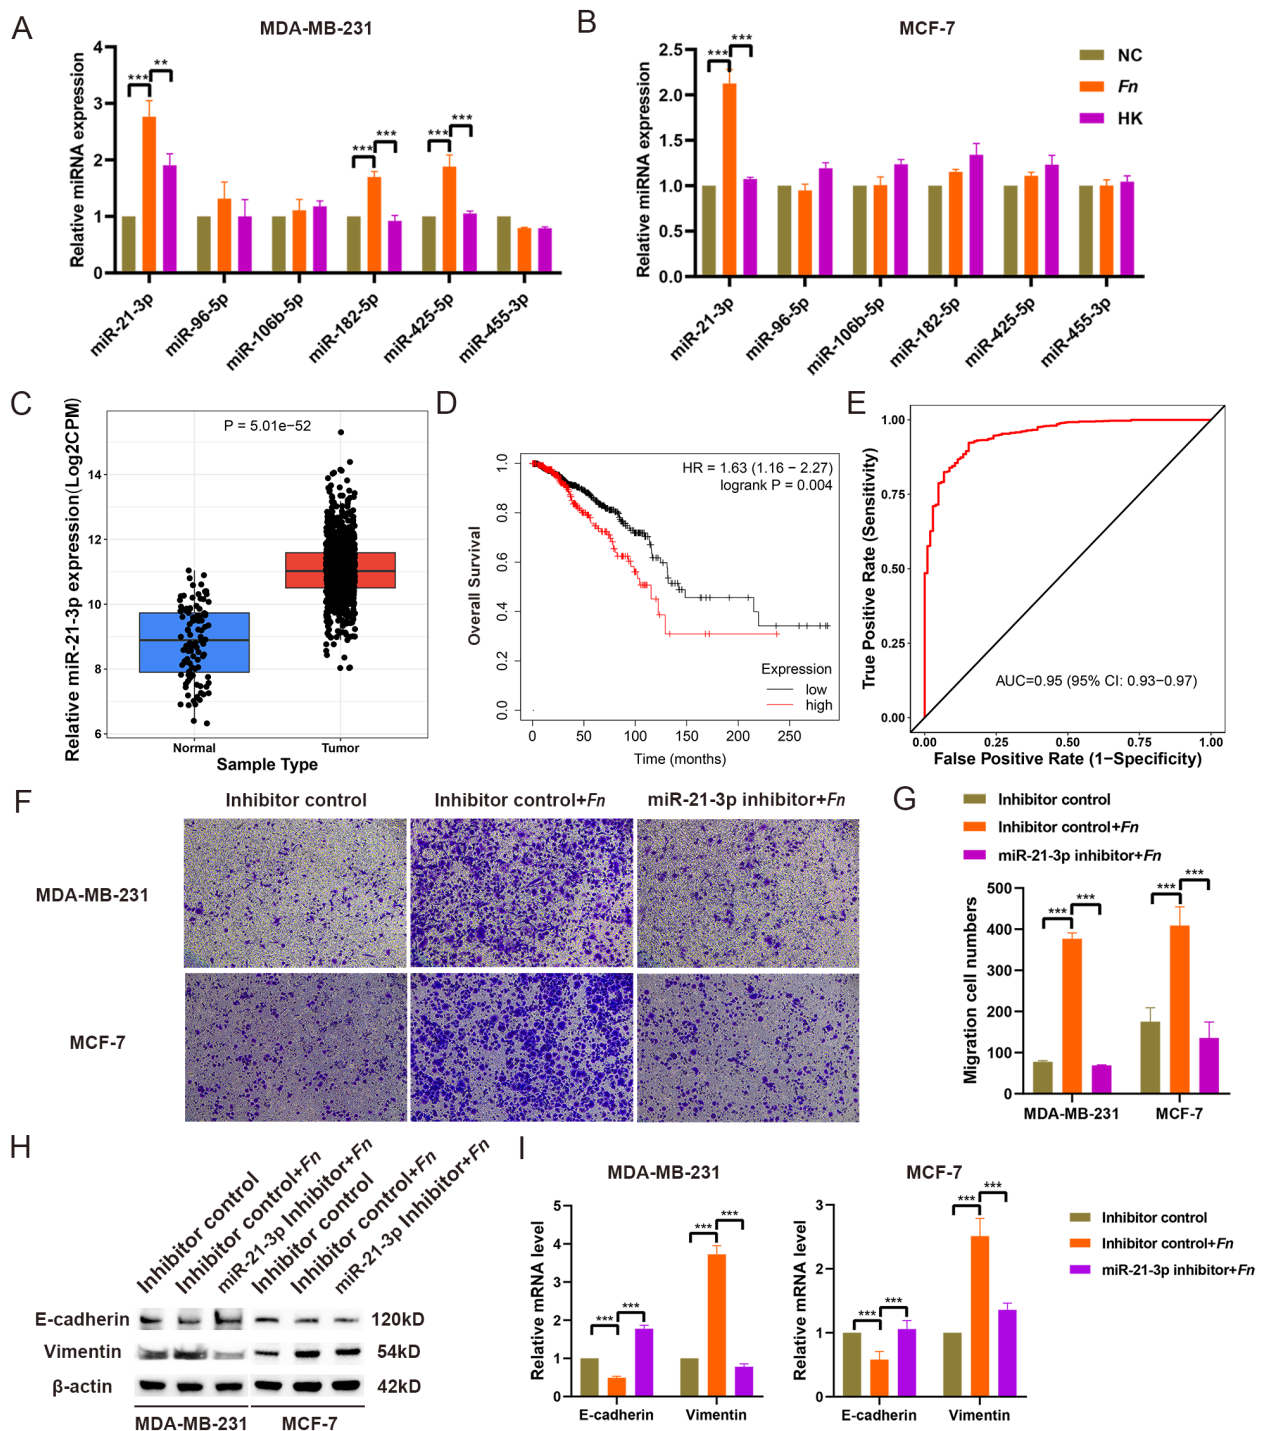 A
MDA-MB-231
Relative miRNA expression
4
3
2
1
0
*** **
*** ***
*** ***
miR-21-3p
miR-96-5p
miR-106b-5p
miR-182-5p
miR-425-5p
miR-455-3p
B
MCF-7
Relative miRNA expression
2.5
2.0
1.5
1.0
0.5
0.0
*** ***
miR-21-3p
miR-96-5p
miR-106b-5p
miR-182-5p
miR-425-5p
miR-455-3p
NC
Fn
HK
C
Relative miR-21-3p expression(Log2CPM)
P = 5.01e−52
14
12
10
8
6
Normal
Tumor
Sample Type
D
Overall Survival
1.0
0.8
0.6
0.4
0.2
0.0
HR = 1.63 (1.16 − 2.27)
logrank P = 0.004
Expression
low
high
0 50 100 150 200 250
Time (months)
E
True Positive Rate (Sensitivity)
1.00
0.75
0.50
0.25
0.00
AUC=0.95 (95% CI: 0.93−0.97)
0.00 0.25 0.50 0.75 1.00
False Positive Rate (1−Specificity)
F
Inhibitor control
Inhibitor control+Fn
miR-21-3p inhibitor+Fn
MDA-MB-231
MCF-7
G
Inhibitor control
Inhibitor control+Fn
miR-21-3p inhibitor+Fn
Migration cell numbers
500
400
300
200
100
0
*** ***
*** ***
MDA-MB-231
MCF-7
H
Inhibitor control
Inhibitor control+Fn
miR-21-3p Inhibitor+Fn
Inhibitor control
Inhibitor control+Fn
miR-21-3p Inhibitor+Fn
E-cadherin 120kD
Vimentin 54kD
β-actin 42kD
MDA-MB-231 MCF-7
I
MDA-MB-231
Relative mRNA level
5
4
3
2
1
0
*** ***
*** ***
E-cadherin
Vimentin
MCF-7
Relative mRNA level
3
2
1
0
*** ***
*** ***
E-cadherin
Vimentin
Inhibitor control
Inhibitor control+Fn
miR-21-3p inhibitor+Fn